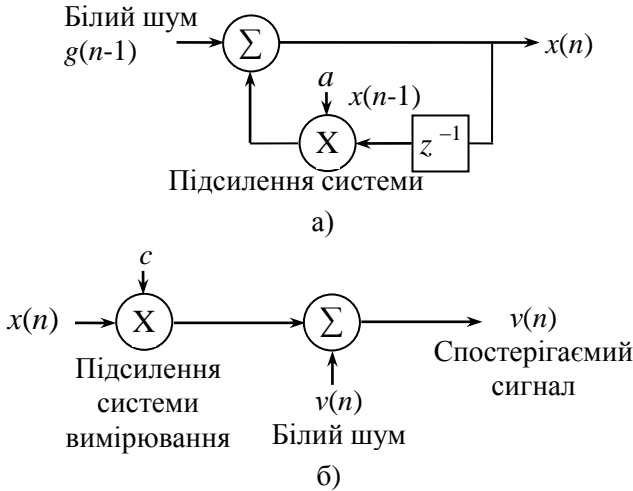 Білий шум
g(n-1)
Σ
x(n)
a
x(n-1)
X
z⁻¹
Підсилення системи
а)
c
x(n)
X
Σ
v(n)
Спостерігаємий
сигнал
Підсилення
системи
вимірювання
v(n)
Білий шум
б)